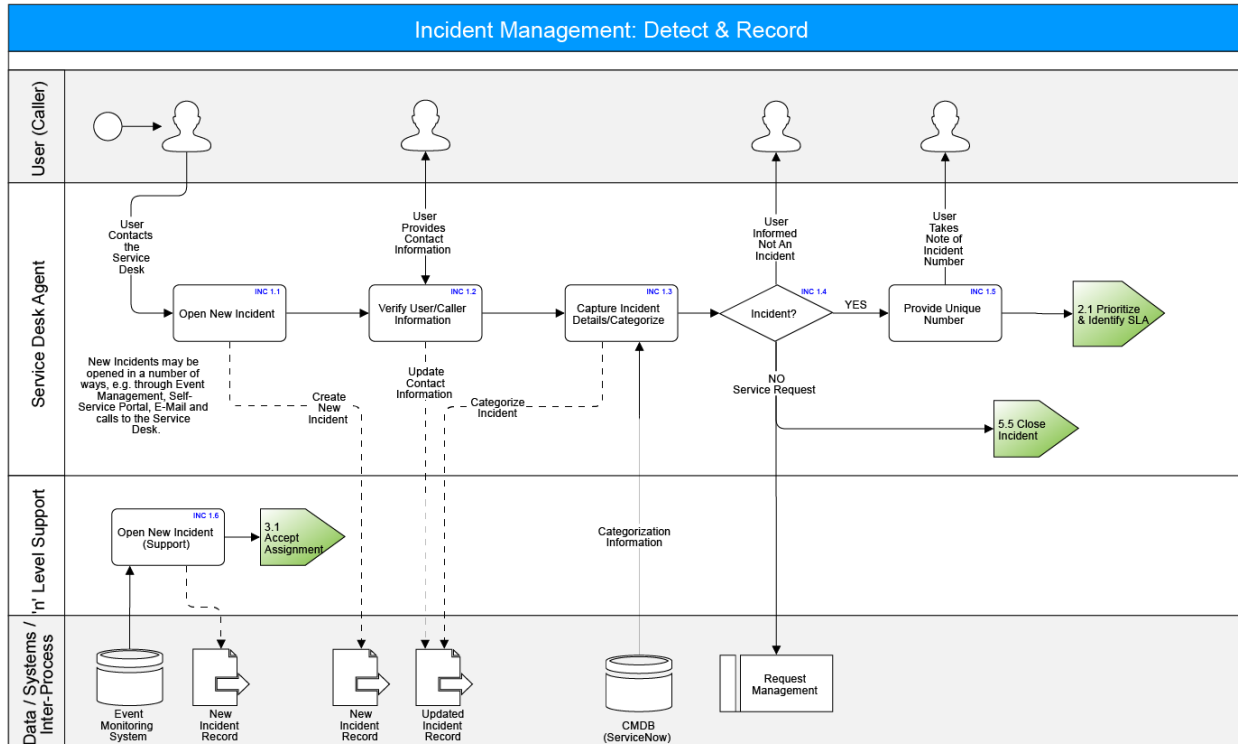 Incident Management: Detect & Record
User (Caller)
Service Desk Agent
User
Contacts
the
Service
Desk
User
Provides
Contact
Information
User
Informed
Not An
Incident
User
Takes
Note of
Incident
Number
INC 1.1
Open New Incident
INC 1.2
Verify User/Caller
Information
INC 1.3
Capture Incident
Details/Categorize
INC 1.4
Incident?
YES
INC 1.5
Provide Unique
Number
2.1 Prioritize
& Identify SLA
New Incidents may be
opened in a number of
ways, e.g. through Event
Management, Self-
Service Portal, E-Mail and
calls to the Service
Desk.
Create
New
Incident
Update
Contact
Information
Categorize
Incident
NO
Service Request
5.5 Close
Incident
'n' Level Support
INC 1.6
Open New Incident
(Support)
3.1
Accept
Assignment
Categorization
Information
Data / Systems /
Inter-Process
Event
Monitoring
System
New
Incident
Record
New
Incident
Record
Updated
Incident
Record
CMDB
(ServiceNow)
Request
Management